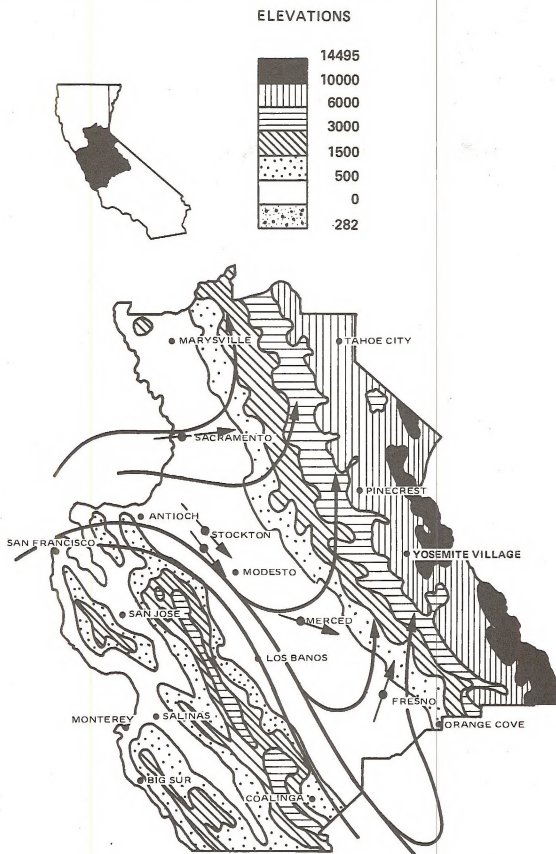 ELEVATIONS
14495
10000
6000
3000
1500
500
0
-282
MARYSVILLE
TAHOE CITY
SACRAMENTO
PINECREST
ANTIOCH
STOCKTON
SAN FRANCISCO
YOSEMITE VILLAGE
MODESTO
SAN JOSE
MERCED
LOS BANOS
FRESNO
MONTEREY
SALINAS
ORANGE COVE
BIG SUR
COALINGA